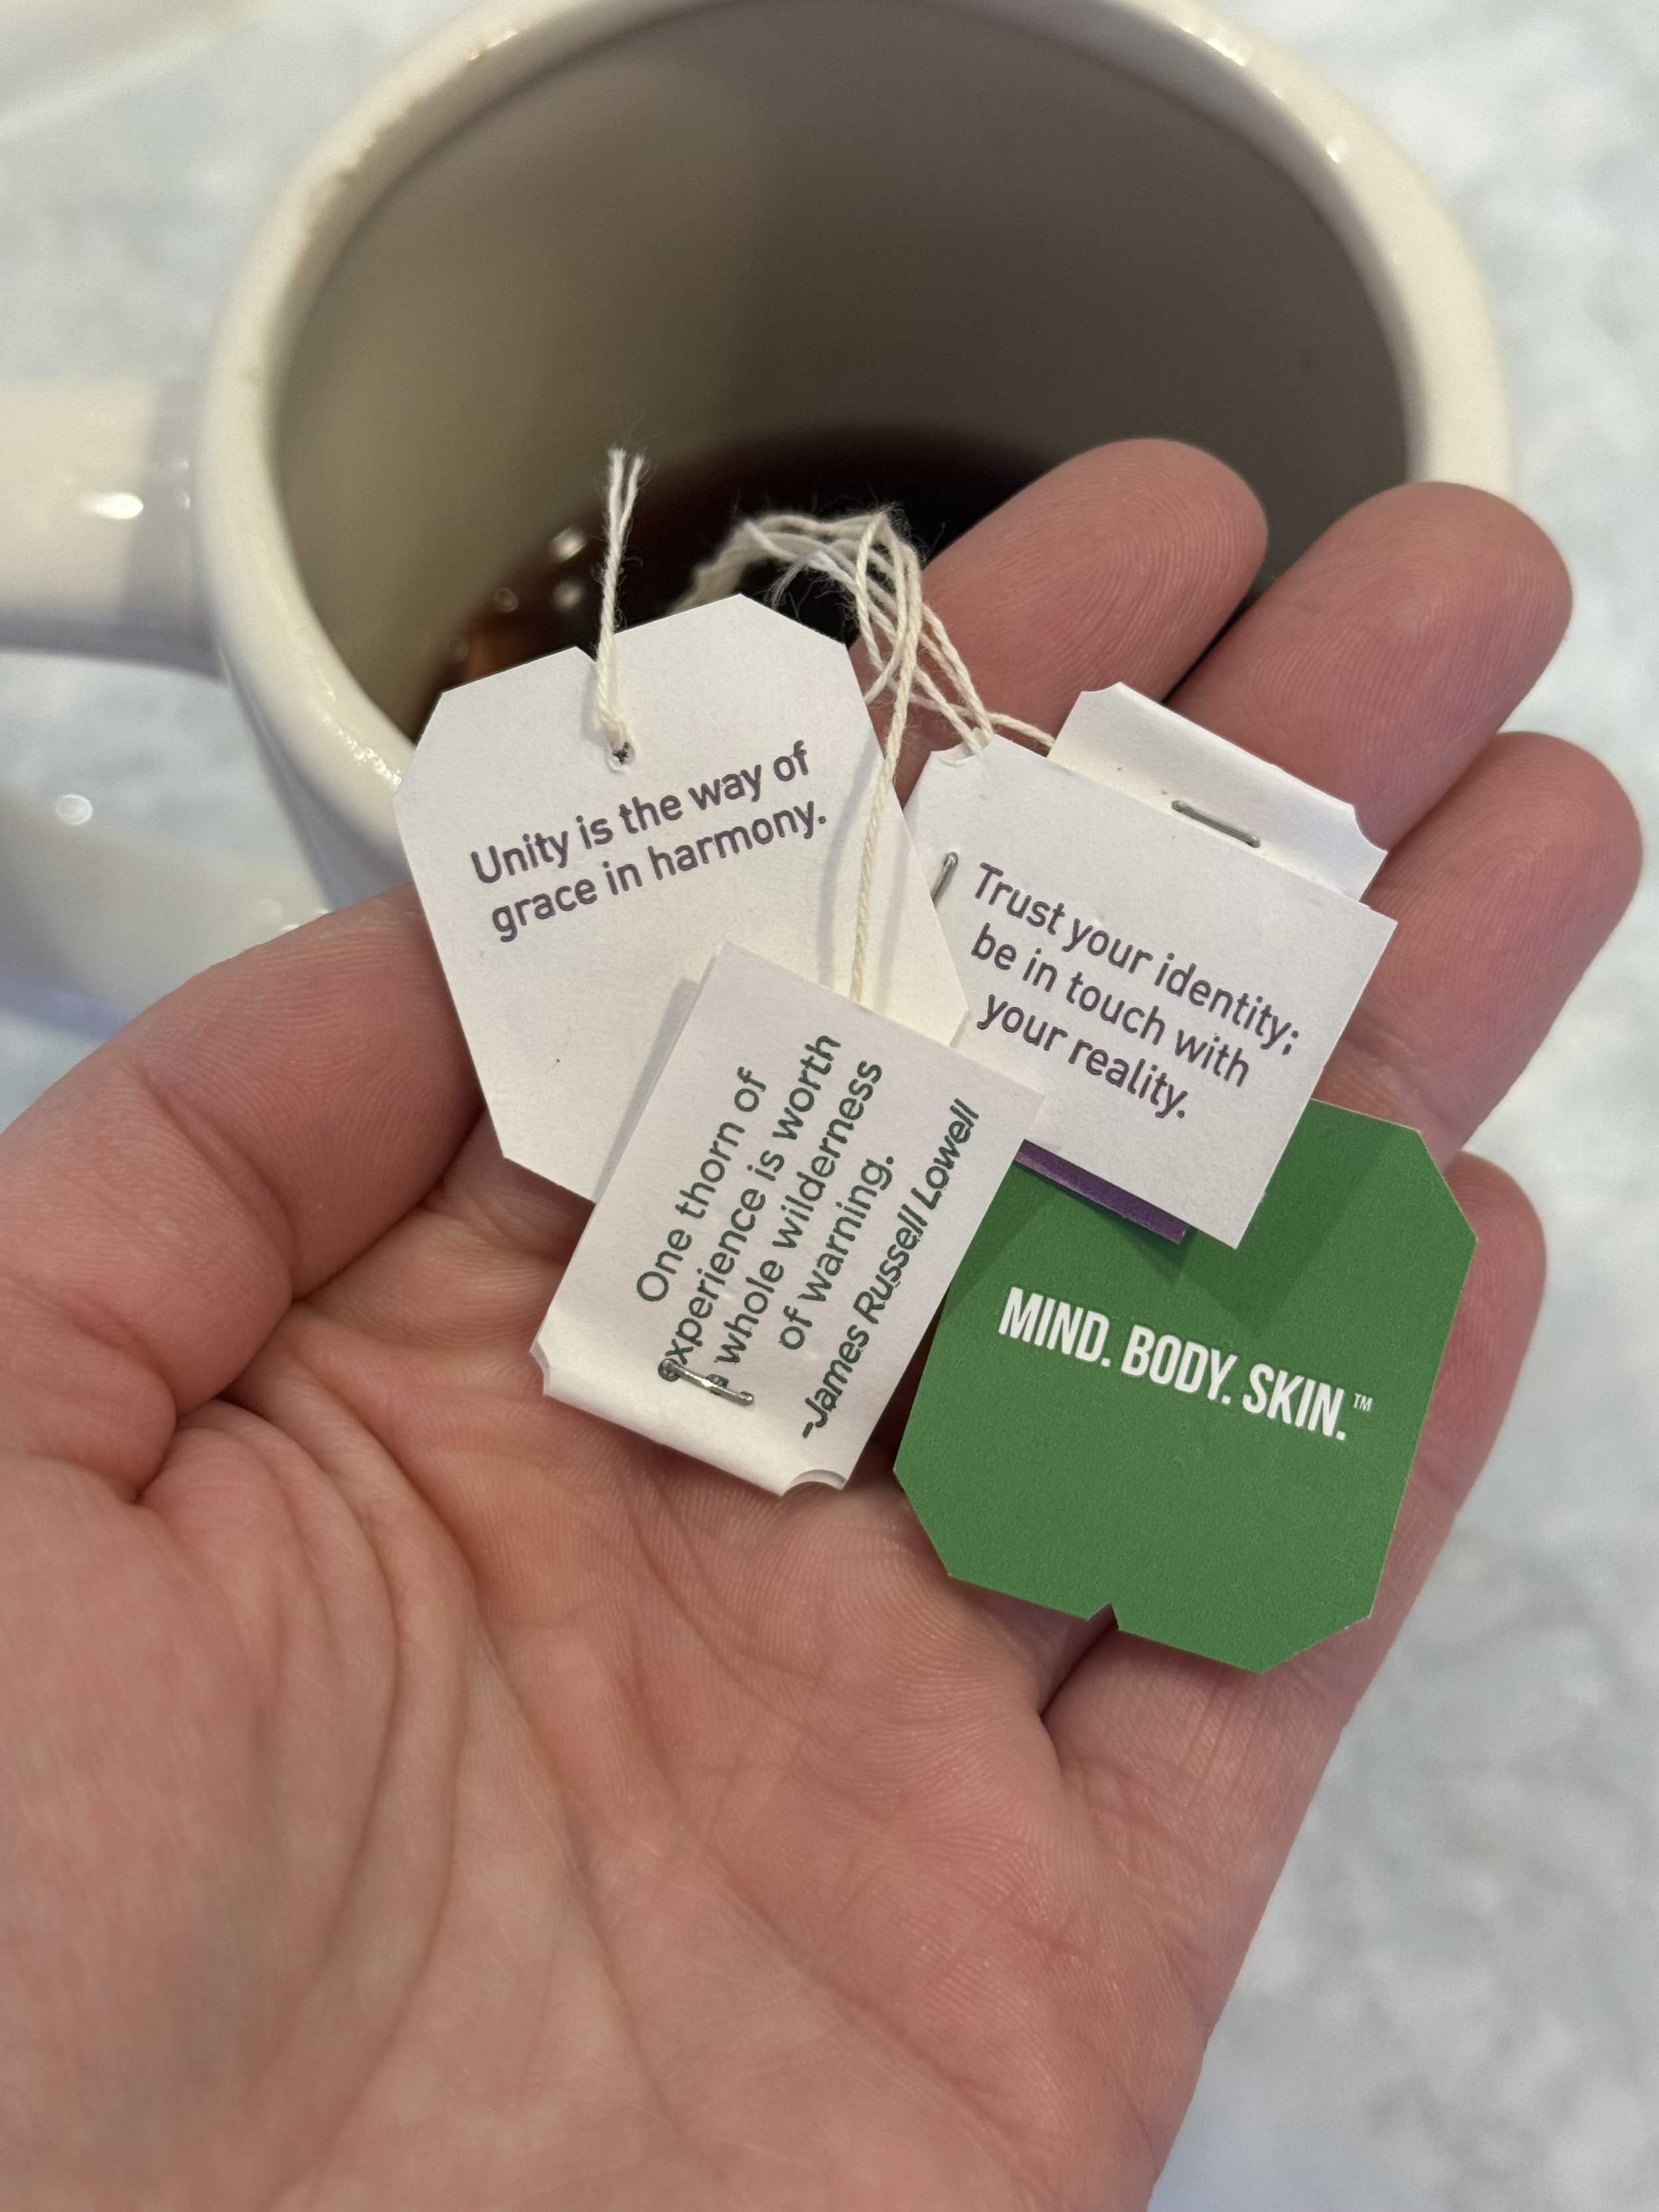 Unity is the way of
grace in harmony.
Trust your identity;
be in touch with
your reality.
One thorn of
experience is worth
a whole wilderness
of warning.
-James Russell Lowell
MIND. BODY. SKIN.™